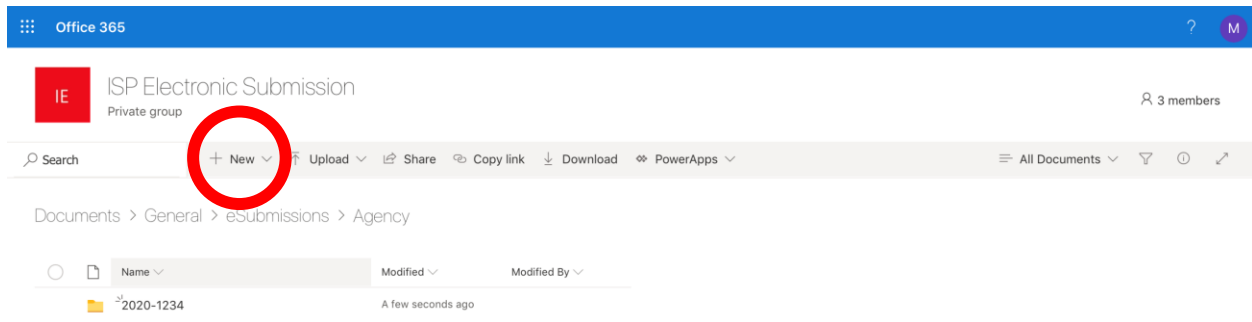 Office 365 ? M
IE ISP Electronic Submission
Private group
3 members
Search + New Upload Share Copy link Download PowerApps All Documents
Documents > General > eSubmissions > Agency
Name Modified Modified By
2020-1234 A few seconds ago